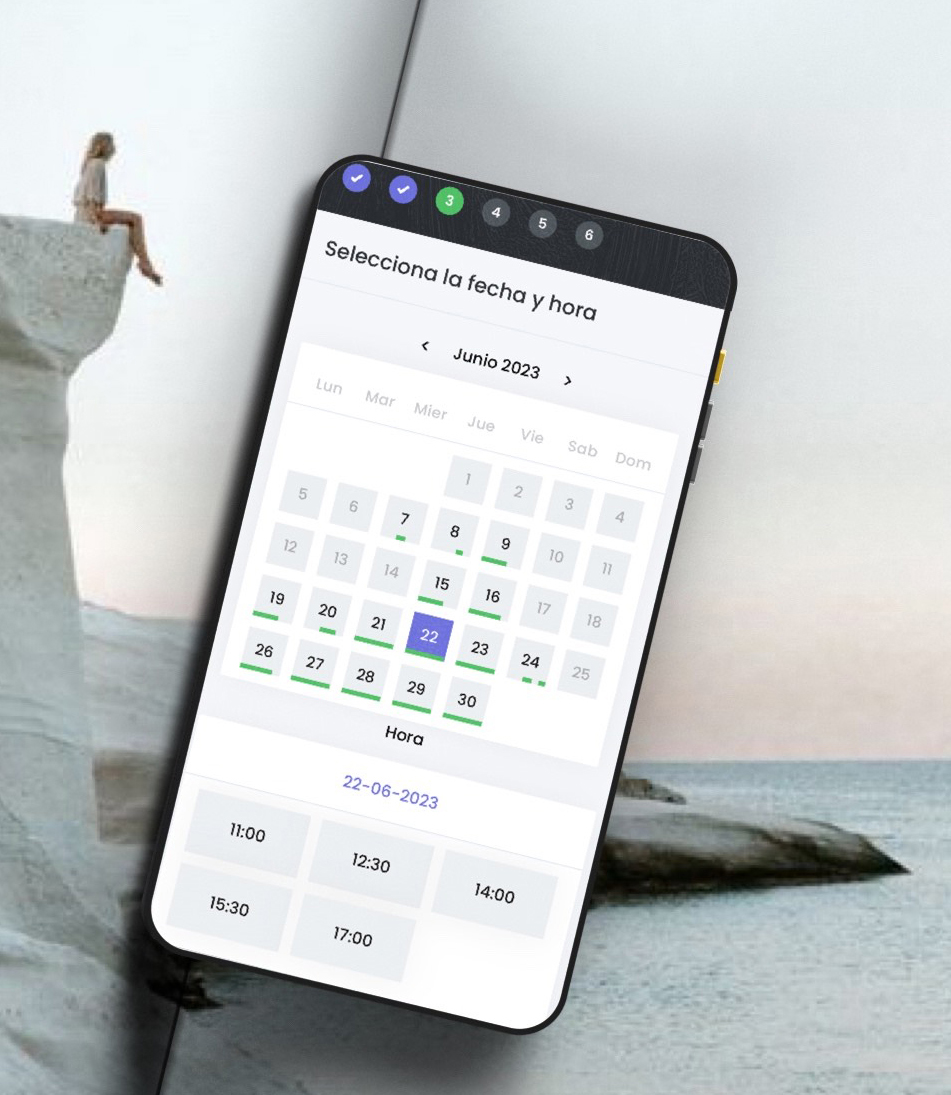 3 4 5 6
Selecciona la fecha y hora
‹ Junio 2023 ›
Lun Mar Mier Jue Vie Sab Dom
1 2 3 4
5 6 7 8 9 10 11
12 13 14 15 16 17 18
19 20 21 22 23 24 25
26 27 28 29 30
Hora
22-06-2023
11:00 12:30 14:00
15:30 17:00